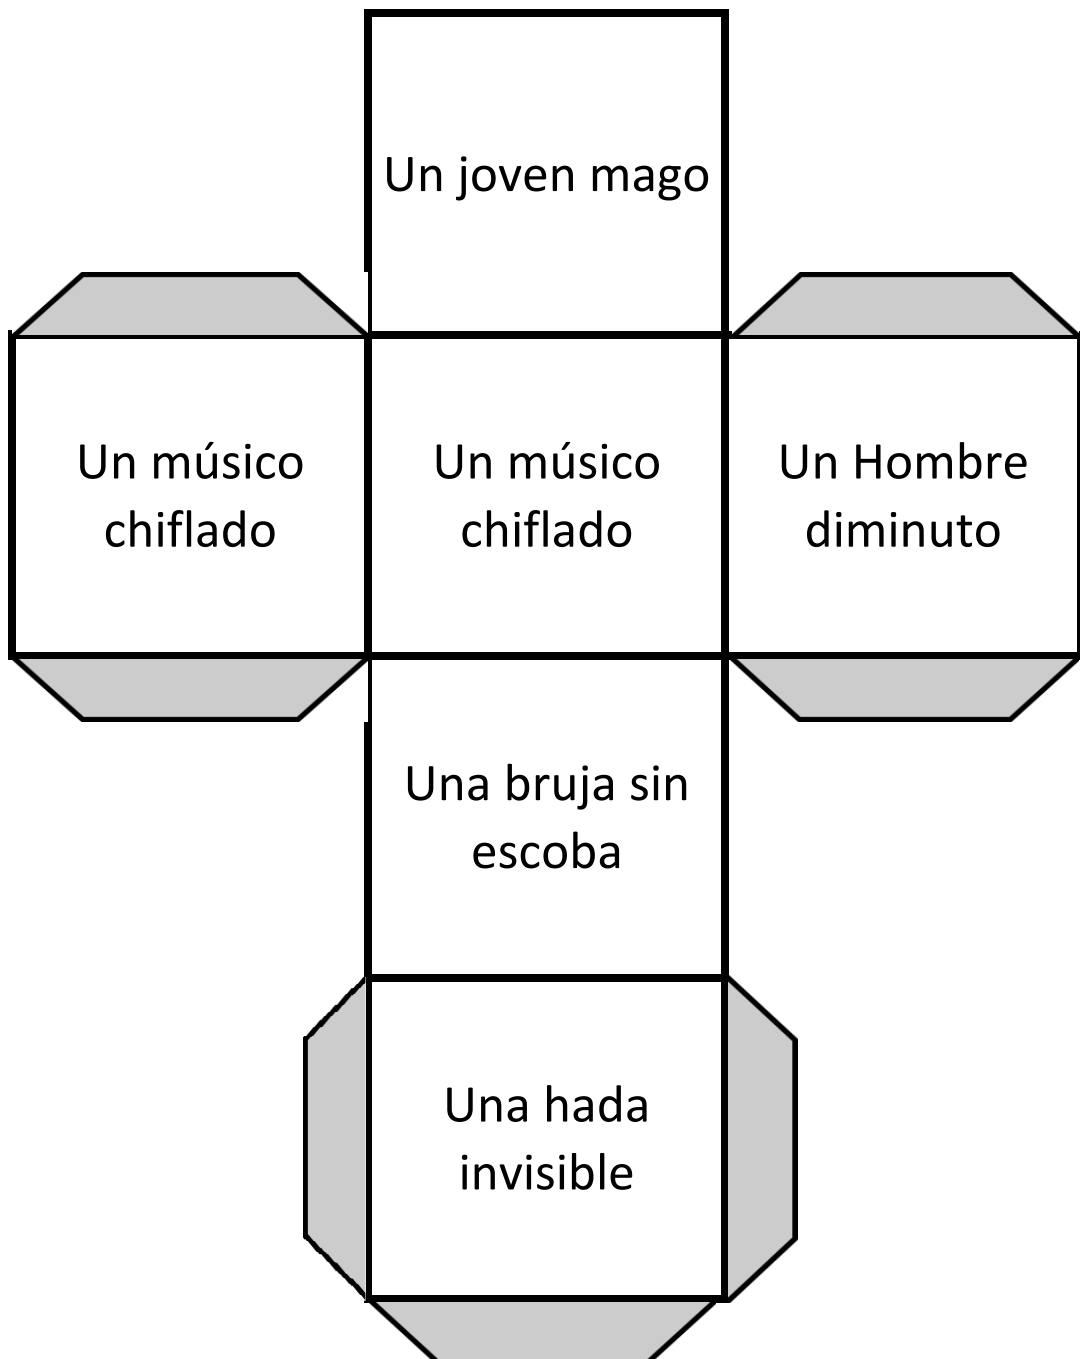 Un joven mago
Un músico
chiflado
Un músico
chiflado
Un Hombre
diminuto
Una bruja sin
escoba
Una hada
invisible